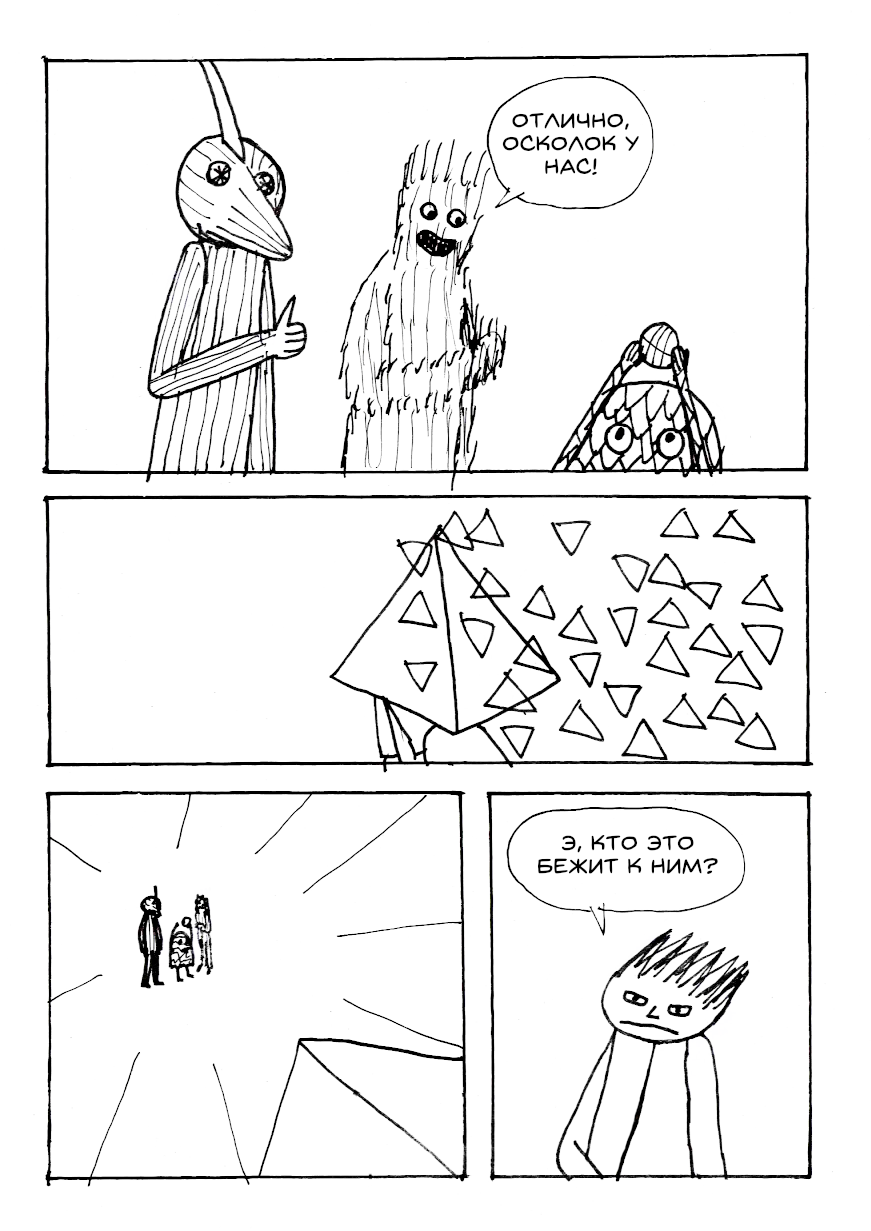 ОТЛИЧНО,
ОСКОЛОК У
НАС!
Э, КТО ЭТО
БЕЖИТ К НИМ?